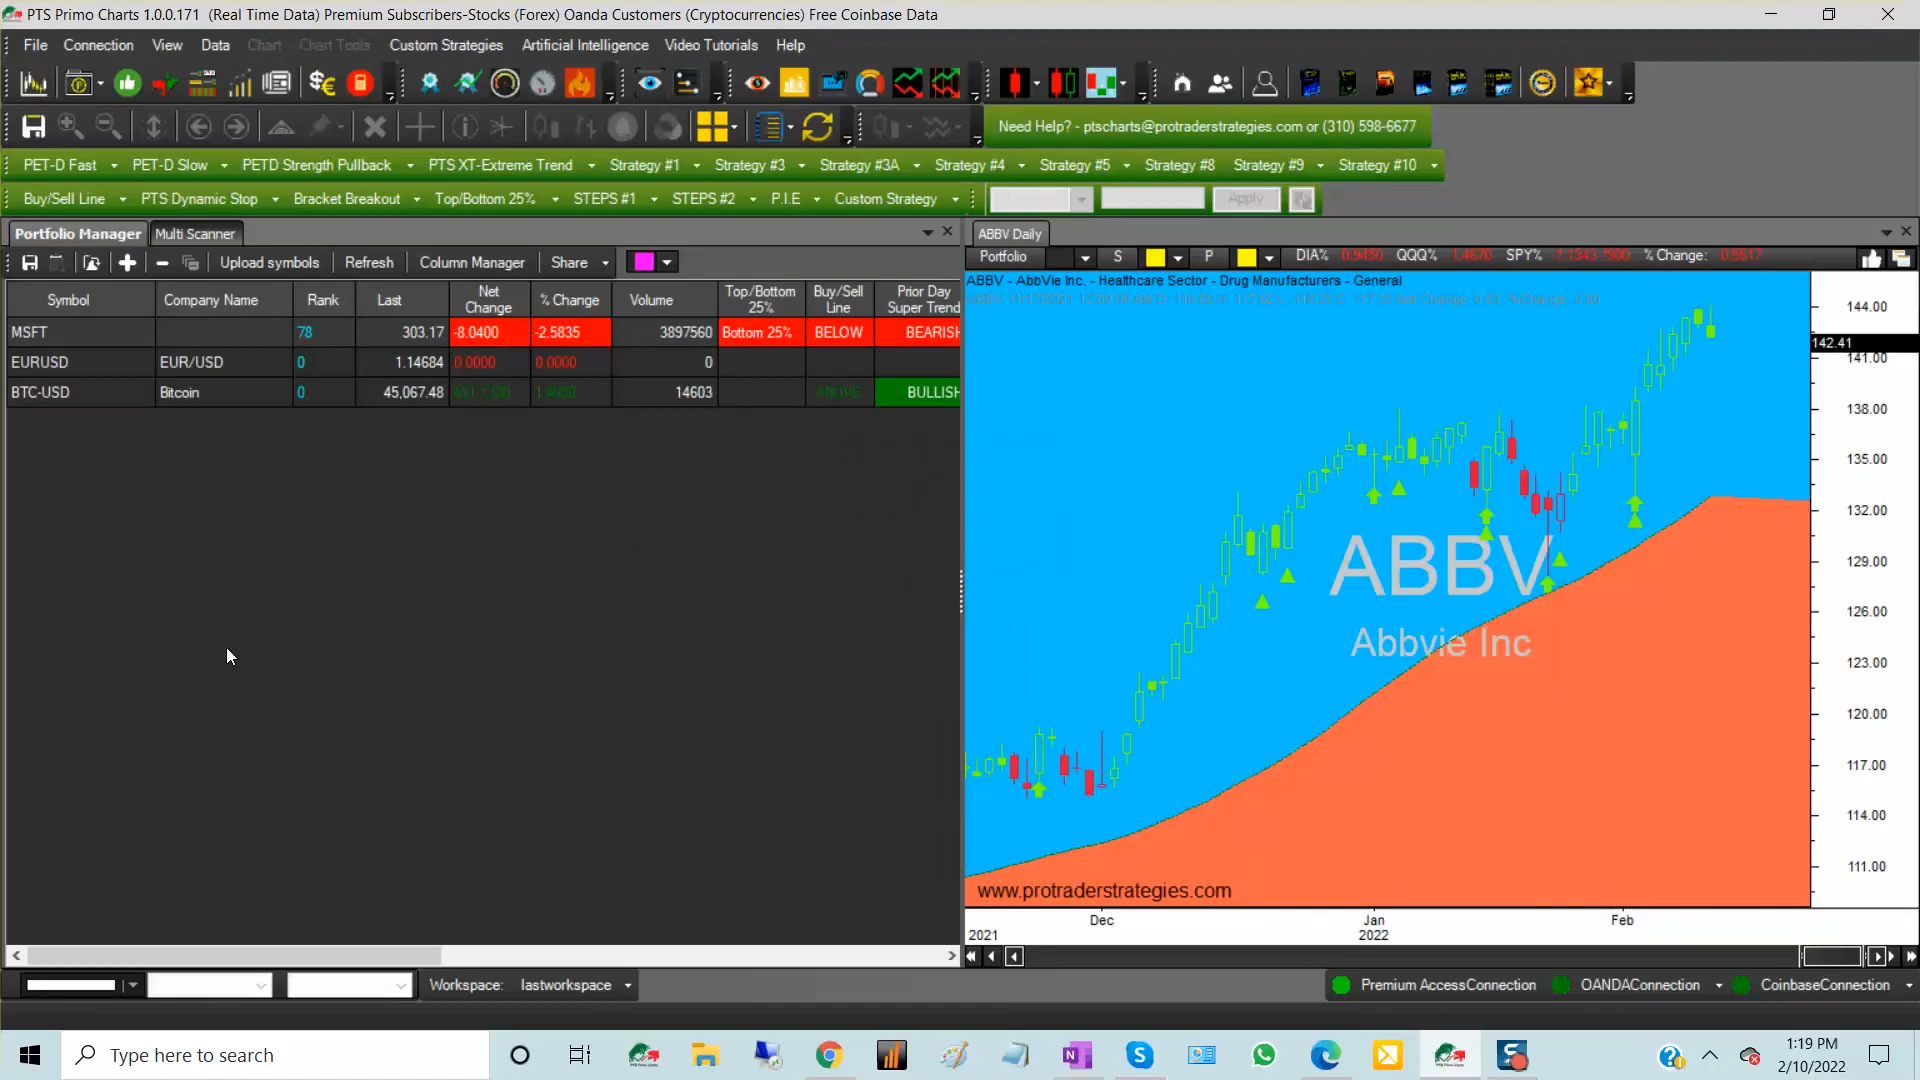 PTS Primo Charts 1.0.0.171 (Real Time Data) Premium Subscribers-Stocks (Forex) Oanda Customers (Cryptocurrencies) Free Coinbase Data
File Connection View Data Chart Chart Tools Custom Strategies Artificial Intelligence Video Tutorials Help
Need Help? - ptscharts@protraderstrategies.com or (310) 598-6677
PET-D Fast PET-D Slow PETD Strength Pullback PTS XT-Extreme Trend Strategy #1 Strategy #3 Strategy #3A Strategy #4 Strategy #5 Strategy #8 Strategy #9 Strategy #10
Buy/Sell Line PTS Dynamic Stop Bracket Breakout Top/Bottom 25% STEPS #1 STEPS #2 P.I.E Custom Strategy Apply
Portfolio Manager Multi Scanner
Upload symbols Refresh Column Manager Share
Symbol Company Name Rank Last Net Change % Change Volume Top/Bottom 25% Buy/Sell Line Prior Day Super Trend
MSFT 78 303.17 -8.0400 -2.5835 3897560 Bottom 25% BELOW BEARISH
EURUSD EUR/USD 0 1.14684 0.0000 0.0000 0
BTC-USD Bitcoin 0 45,067.48 ABOVE 14603 BULLISH
ABBV Daily
Portfolio S P DIA% QQQ% SPY% % Change:
ABBV - AbbVie Inc. - Healthcare Sector - Drug Manufacturers - General
ABBV
Abbvie Inc
www.protraderstrategies.com
144.00
142.41
141.00
138.00
135.00
132.00
129.00
126.00
123.00
120.00
117.00
114.00
111.00
Dec Jan Feb
2021 2022
Workspace: lastworkspace
Premium AccessConnection OANDAConnection CoinbaseConnection
Type here to search
1:19 PM
2/10/2022